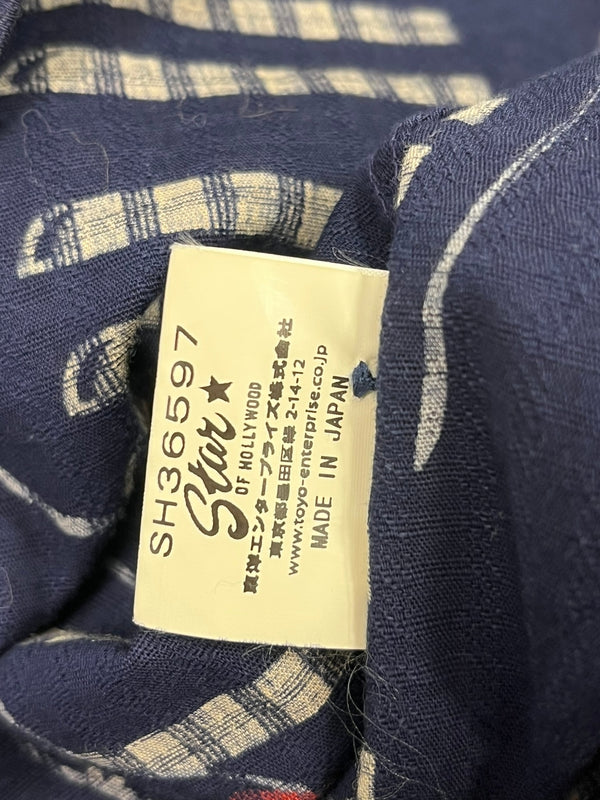 SH36597
Star★
OF HOLLYWOOD
東洋エンタープライズ株式会社
東京都墨田区緑 2-14-12
www.toyo-enterprise.co.jp
MADE IN JAPAN